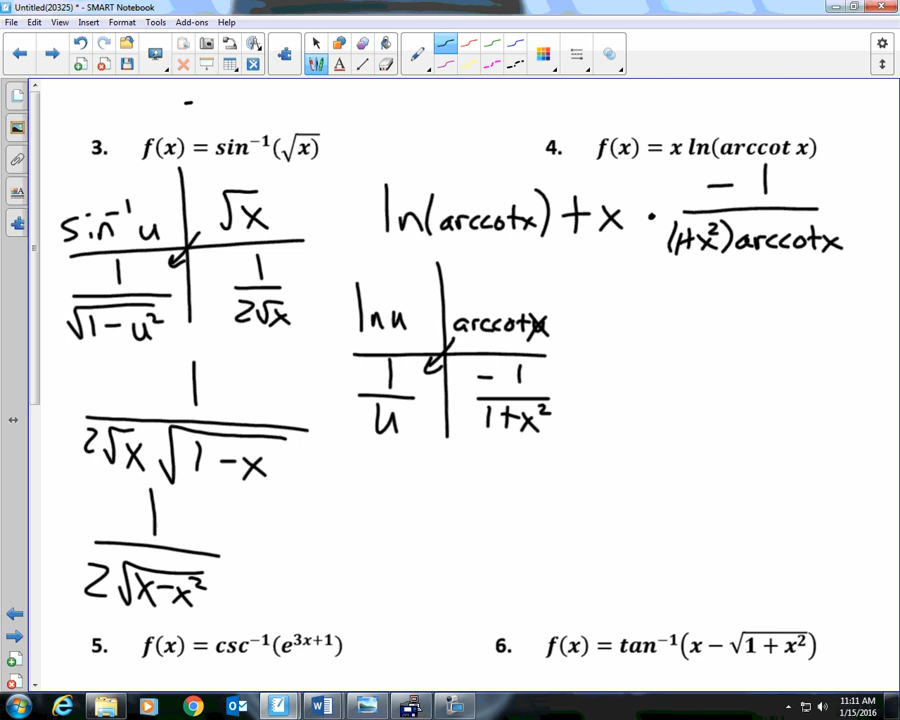 Untitled(20325) * - SMART Notebook
File Edit View Insert Format Tools Add-ons Help
3. f(x) = sin⁻¹(√x)
4. f(x) = x ln(arccot x)
sin⁻¹ u | √x
1/√(1 − u²) | 1/(2√x)
ln(arccotx) + x · −1/((1+x²)arccotx)
ln u | arccotx
1/u | −1/(1+x²)
1/(2√x √(1 − x))
1/(2√(x − x²))
5. f(x) = csc⁻¹(e³ˣ⁺¹)
6. f(x) = tan⁻¹(x − √(1 + x²))
11:11 AM
1/15/2016